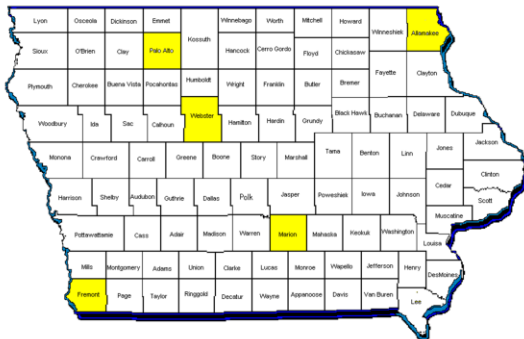 Lyon Osceola Dickinson Emmet Winnebago Worth Mitchell Howard Winneshiek Allamakee
Kossuth
Sioux O'Brien Clay Palo Alto Hancock Cerro Gordo Floyd Chickasaw
Fayette Clayton
Plymouth Cherokee Buena Vista Pocahontas Humboldt Wright Franklin Butler Bremer
Woodbury Ida Sac Calhoun Webster Hamilton Hardin Grundy Black Hawk Buchanan Delaware Dubuque
Monona Crawford Carroll Greene Boone Story Marshall Tama Benton Linn Jones Jackson
Clinton
Harrison Shelby Audubon Guthrie Dallas Polk Jasper Poweshiek Iowa Johnson Cedar Scott
Muscatine
Pottawattamie Cass Adair Madison Warren Marion Mahaska Keokuk Washington Louisa
Mills Montgomery Adams Union Clarke Lucas Monroe Wapello Jefferson Henry DesMoines
Fremont Page Taylor Ringgold Decatur Wayne Appanoose Davis Van Buren Lee